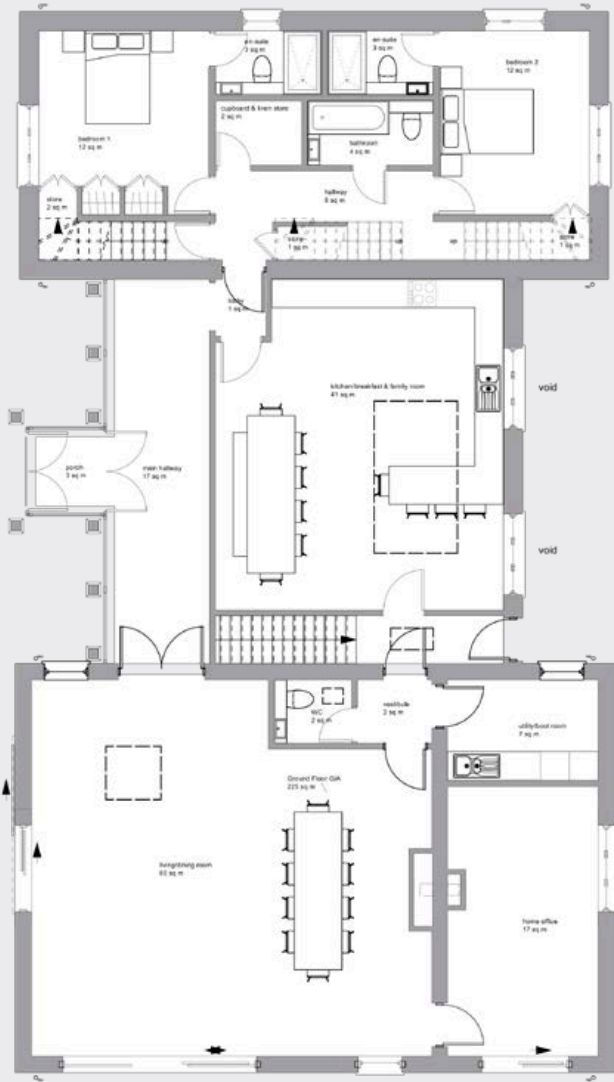 en-suite
3 sq m
en-suite
3 sq m
bedroom 2
12 sq m
cupboard & linen store
2 sq m
bedroom 1
12 sq m
bathroom
4 sq m
hallway
8 sq m
store
2 sq m
store
1 sq m
up
up
store
1 sq m
lobby
1 sq m
kitchen/breakfast & family room
41 sq m
void
porch
3 sq m
main hallway
17 sq m
void
WC
2 sq m
vestibule
2 sq m
utility/boot room
7 sq m
Ground Floor GIA
225 sq m
living/dining room
sq m
home office
17 sq m